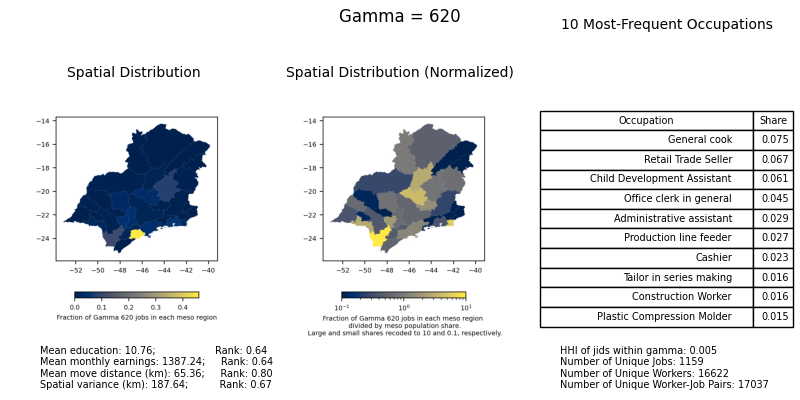 Gamma = 620
10 Most-Frequent Occupations
Spatial Distribution
Spatial Distribution (Normalized)
−14
−16
−18
−20
−22
−24
−52 −50 −48 −46 −44 −42 −40
0.0 0.1 0.2 0.3 0.4
Fraction of Gamma 620 jobs in each meso region
−14
−16
−18
−20
−22
−24
−52 −50 −48 −46 −44 −42 −40
10⁻¹ 10⁰ 10¹
Fraction of Gamma 620 jobs in each meso region
divided by meso population share.
Large and small shares recoded to 10 and 0.1, respectively.
Occupation Share
General cook 0.075
Retail Trade Seller 0.067
Child Development Assistant 0.061
Office clerk in general 0.045
Administrative assistant 0.029
Production line feeder 0.027
Cashier 0.023
Tailor in series making 0.016
Construction Worker 0.016
Plastic Compression Molder 0.015
Mean education: 10.76; Rank: 0.64
Mean monthly earnings: 1387.24; Rank: 0.64
Mean move distance (km): 65.36; Rank: 0.80
Spatial variance (km): 187.64; Rank: 0.67
HHI of jids within gamma: 0.005
Number of Unique Jobs: 1159
Number of Unique Workers: 16622
Number of Unique Worker-Job Pairs: 17037